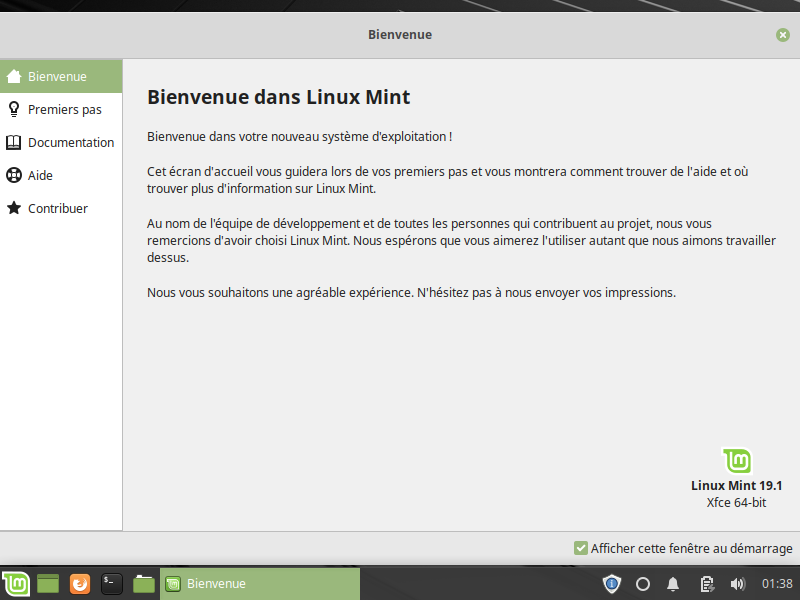 Bienvenue
Bienvenue
Premiers pas
Documentation
Aide
Contribuer
Bienvenue dans Linux Mint
Bienvenue dans votre nouveau système d'exploitation !
Cet écran d'accueil vous guidera lors de vos premiers pas et vous montrera comment trouver de l'aide et où
trouver plus d'information sur Linux Mint.
Au nom de l'équipe de développement et de toutes les personnes qui contribuent au projet, nous vous
remercions d'avoir choisi Linux Mint. Nous espérons que vous aimerez l'utiliser autant que nous aimons travailler
dessus.
Nous vous souhaitons une agréable expérience. N'hésitez pas à nous envoyer vos impressions.
Linux Mint 19.1
Xfce 64-bit
Afficher cette fenêtre au démarrage
Bienvenue
01:38